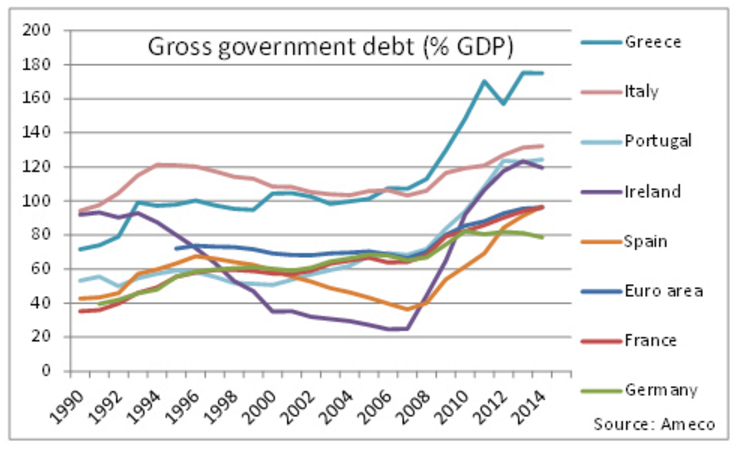 Gross government debt (% GDP)
200
180
160
140
120
100
80
60
40
20
0
1990
1992
1994
1996
1998
2000
2002
2004
2006
2008
2010
2012
2014
Greece
Italy
Portugal
Ireland
Spain
Euro area
France
Germany
Source: Ameco